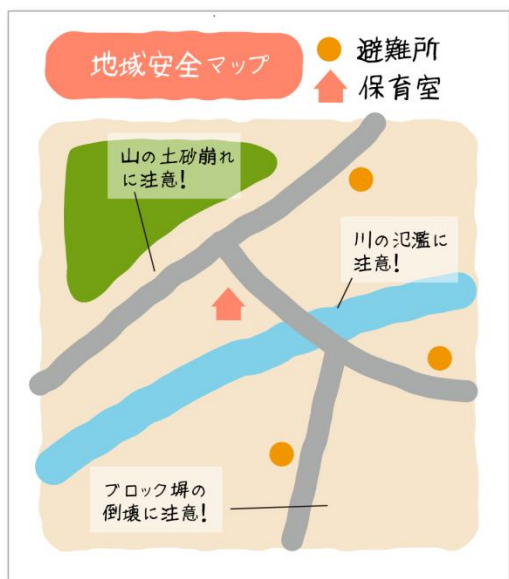 地域安全マップ
避難所
保育室
山の土砂崩れ
に注意!
川の氾濫に
注意!
ブロック塀の
倒壊に注意!